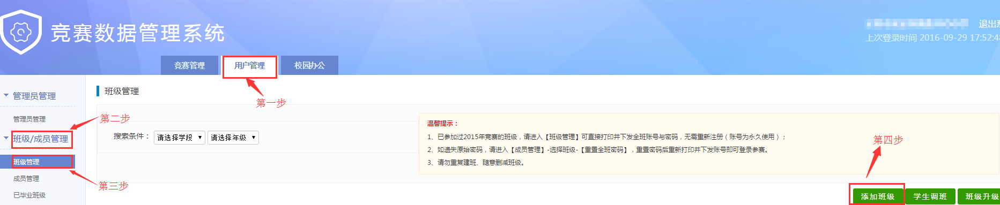 竞赛数据管理系统
退出系
上次登录时间 2016-09-29 17:52:48
竞赛管理
用户管理
校园办公
第一步
管理员管理
管理员管理
第二步
班级/成员管理
班级管理
成员管理
第三步
已毕业班级
班级管理
搜索条件：
请选择学段
请选择年级
温馨提示：
1、已参加过2015年竞赛的班级，请进入【班级管理】可直接打印并下发全班账号与密码，无需重新注册（账号为永久使用）；
2、如遗失原始密码，请进入【成员管理】-选择班级-【重置全班密码】，重置密码后重新打印并下发账号即可登录参赛。
3、请勿重复建班、随意删减班级。
第四步
添加班级
学生调班
班级升级